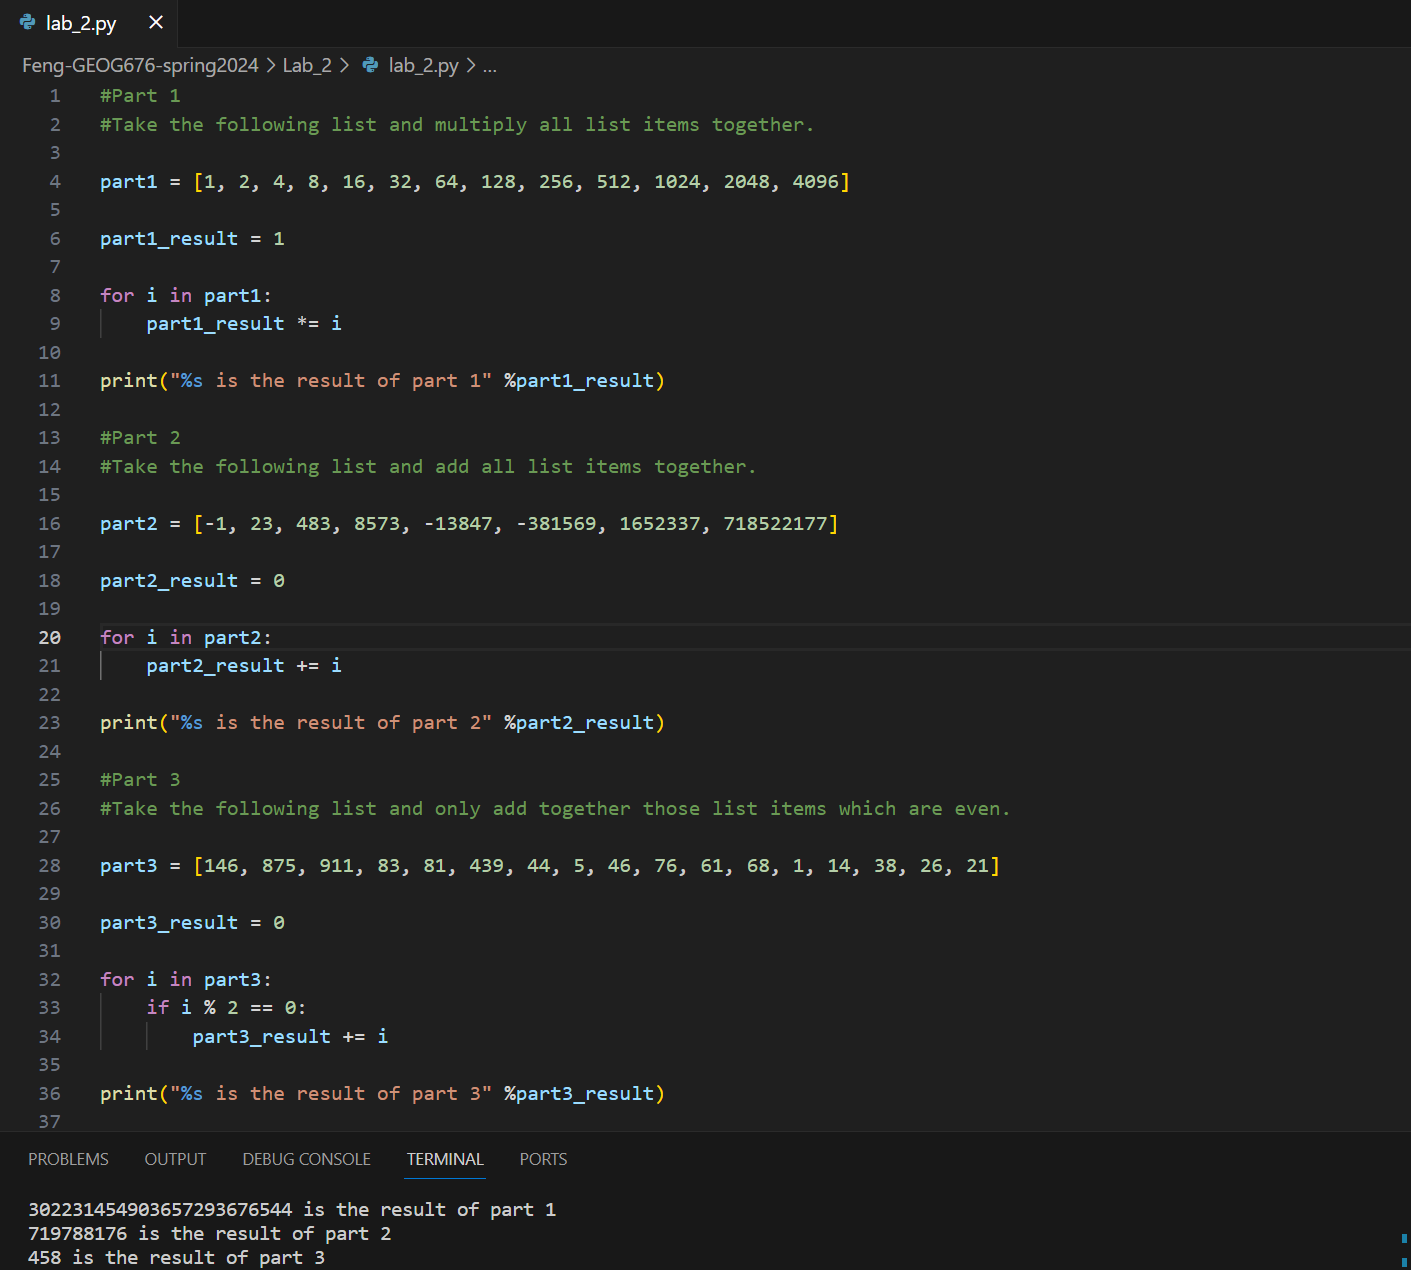 lab_2.py
Feng-GEOG676-spring2024 > Lab_2 > lab_2.py > ...
1 #Part 1
2 #Take the following list and multiply all list items together.
3
4 part1 = [1, 2, 4, 8, 16, 32, 64, 128, 256, 512, 1024, 2048, 4096]
5
6 part1_result = 1
7
8 for i in part1:
9     part1_result *= i
10
11 print("%s is the result of part 1" %part1_result)
12
13 #Part 2
14 #Take the following list and add all list items together.
15
16 part2 = [-1, 23, 483, 8573, -13847, -381569, 1652337, 718522177]
17
18 part2_result = 0
19
20 for i in part2:
21     part2_result += i
22
23 print("%s is the result of part 2" %part2_result)
24
25 #Part 3
26 #Take the following list and only add together those list items which are even.
27
28 part3 = [146, 875, 911, 83, 81, 439, 44, 5, 46, 76, 61, 68, 1, 14, 38, 26, 21]
29
30 part3_result = 0
31
32 for i in part3:
33     if i % 2 == 0:
34         part3_result += i
35
36 print("%s is the result of part 3" %part3_result)
37
PROBLEMS OUTPUT DEBUG CONSOLE TERMINAL PORTS
302231454903657293676544 is the result of part 1
719788176 is the result of part 2
458 is the result of part 3